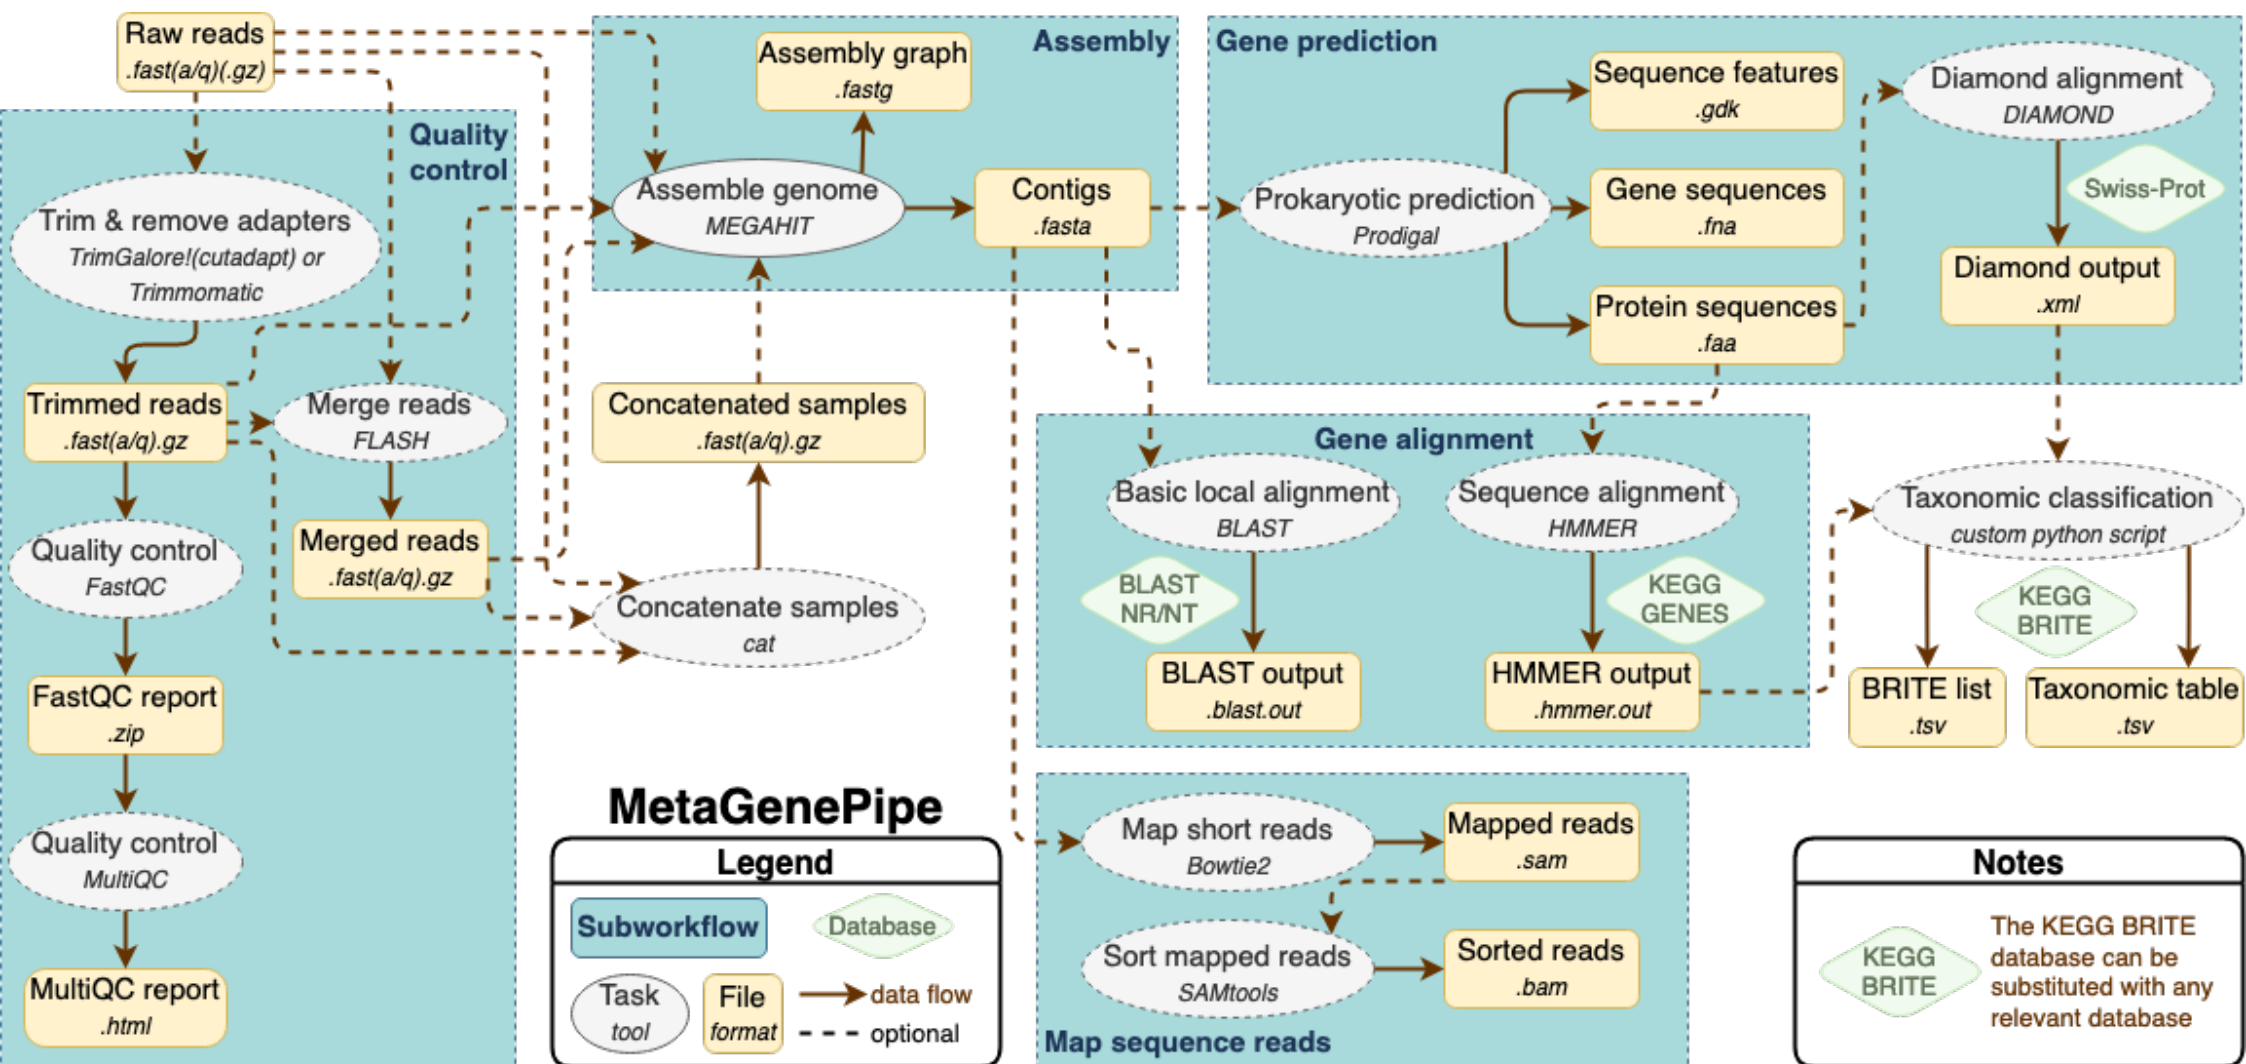 Raw reads
.fast(a/q)(.gz)
Quality
control
Trim & remove adapters
TrimGalore!(cutadapt) or
Trimmomatic
Trimmed reads
.fast(a/q).gz
Merge reads
FLASH
Quality control
FastQC
Merged reads
.fast(a/q).gz
FastQC report
.zip
Quality control
MultiQC
MultiQC report
.html
Assembly
Assembly graph
.fastg
Assemble genome
MEGAHIT
Contigs
.fasta
Concatenated samples
.fast(a/q).gz
Concatenate samples
cat
Gene prediction
Prokaryotic prediction
Prodigal
Sequence features
.gdk
Gene sequences
.fna
Protein sequences
.faa
Diamond alignment
DIAMOND
Swiss-Prot
Diamond output
.xml
Gene alignment
Basic local alignment
BLAST
BLAST
NR/NT
BLAST output
.blast.out
Sequence alignment
HMMER
KEGG
GENES
HMMER output
.hmmer.out
Taxonomic classification
custom python script
KEGG
BRITE
BRITE list
.tsv
Taxonomic table
.tsv
Map short reads
Bowtie2
Mapped reads
.sam
Sort mapped reads
SAMtools
Sorted reads
.bam
Map sequence reads
MetaGenePipe
Legend
Subworkflow
Database
Task
tool
File
format
data flow
optional
Notes
KEGG
BRITE
The KEGG BRITE
database can be
substituted with any
relevant database